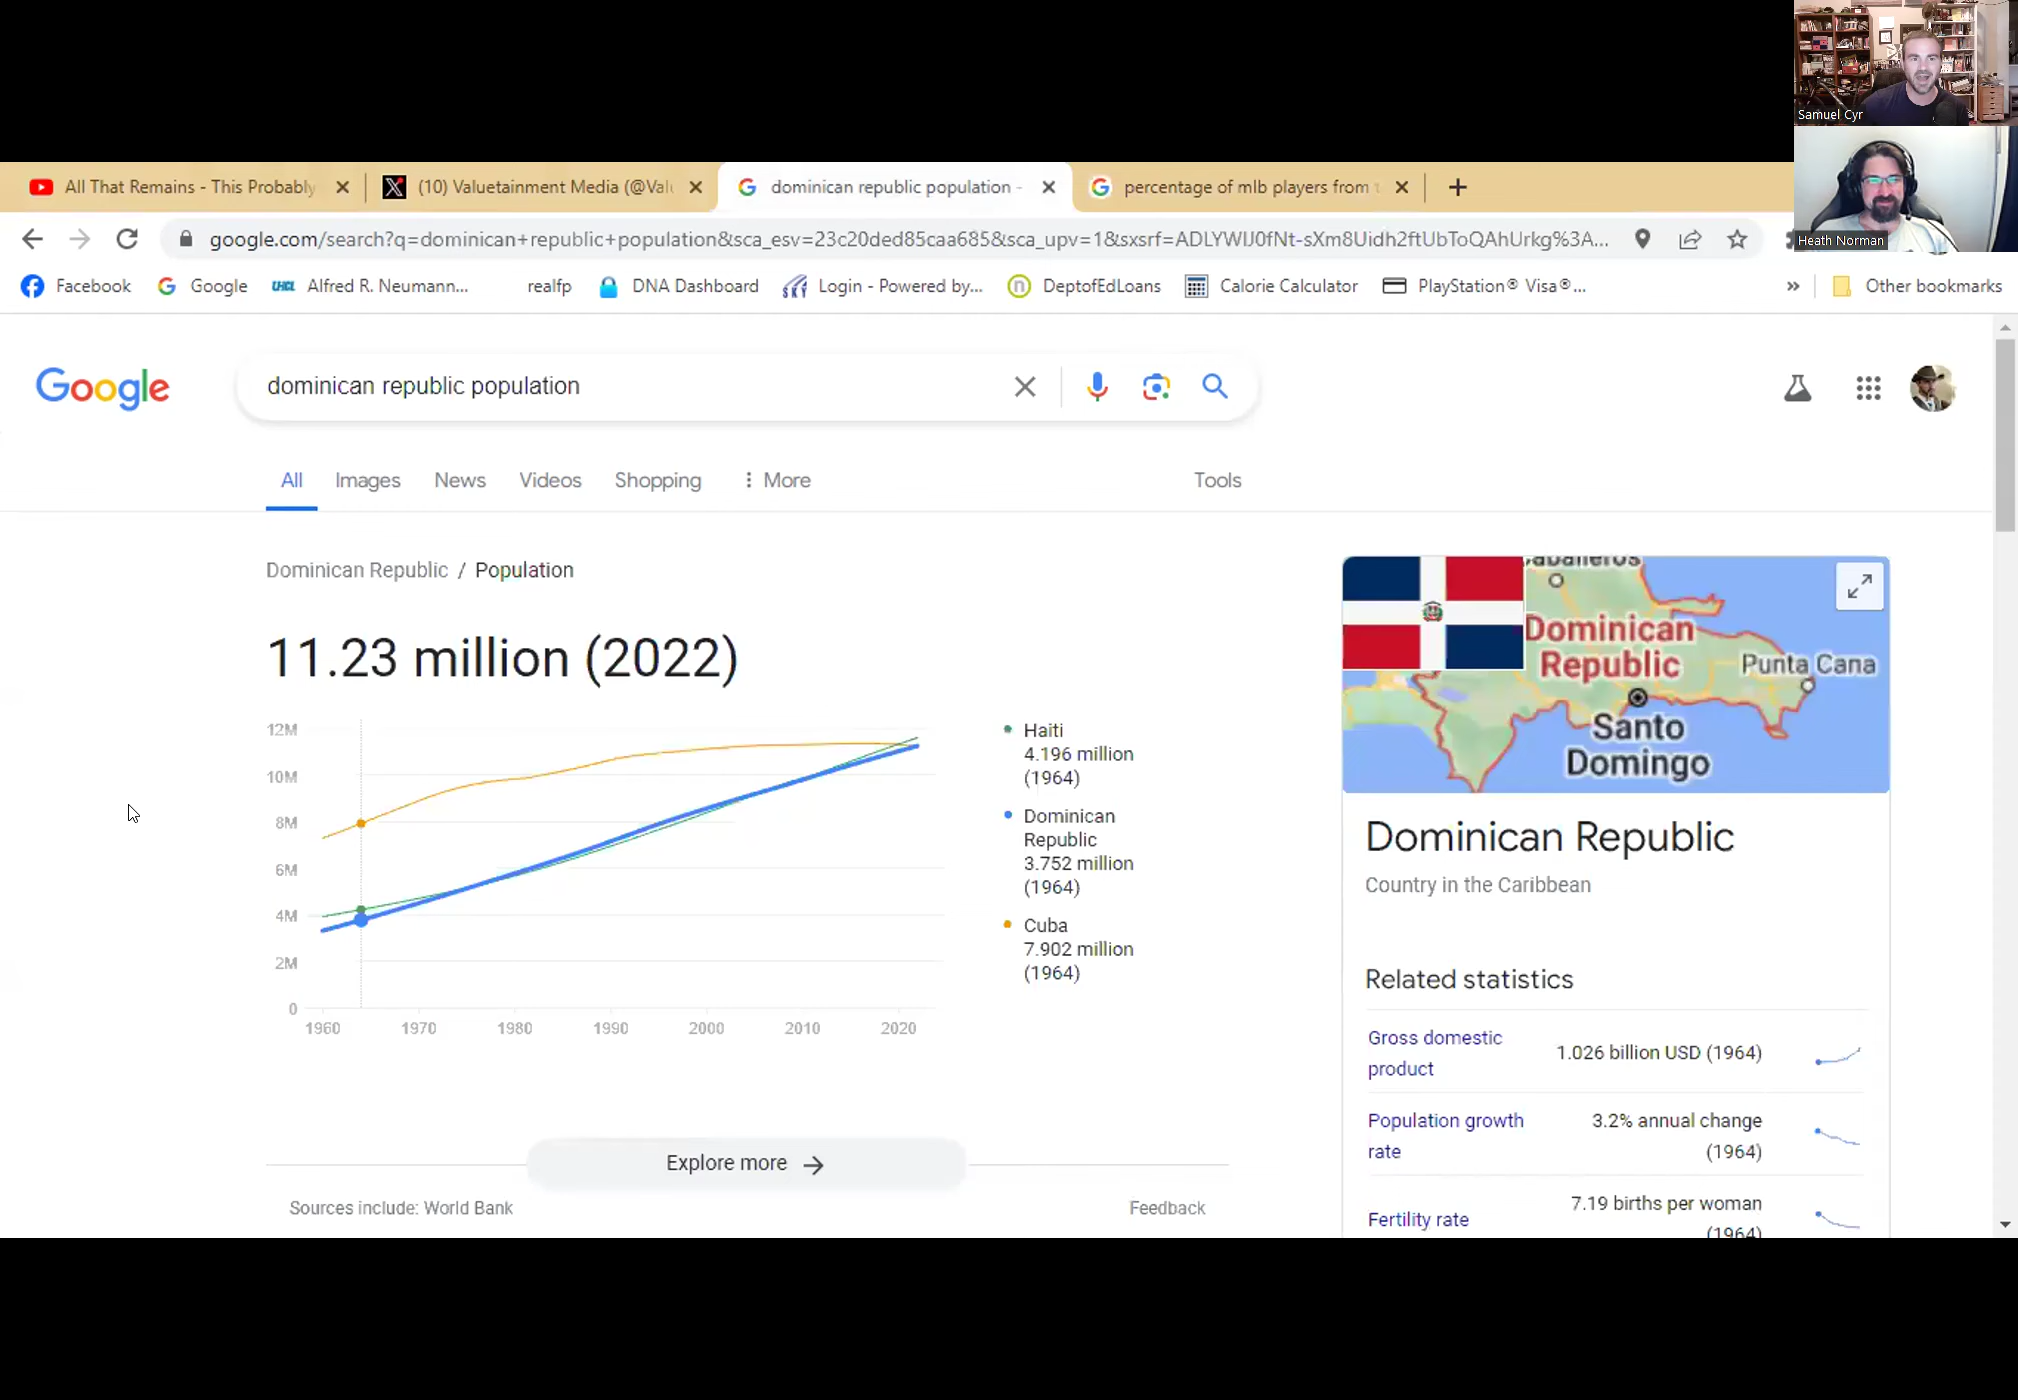 Samuel Cyr
Heath Norman
All That Remains - This Probably
(10) Valuetainment Media (@Valu
dominican republic population -
percentage of mlb players from t
google.com/search?q=dominican+republic+population&sca_esv=23c20ded85caa685&sca_upv=1&sxsrf=ADLYWIJ0fNt-sXm8Uidh2ftUbToQAhUrkg%3A...
Facebook
Google
UHCL
Alfred R. Neumann...
realfp
DNA Dashboard
Login - Powered by...
DeptofEdLoans
Calorie Calculator
PlayStation® Visa®...
»
Other bookmarks
Google
dominican republic population
All
Images
News
Videos
Shopping
More
Tools
Dominican Republic / Population
11.23 million (2022)
12M
10M
8M
6M
4M
2M
0
1960
1970
1980
1990
2000
2010
2020
Haiti
4.196 million
(1964)
Dominican
Republic
3.752 million
(1964)
Cuba
7.902 million
(1964)
Explore more
Sources include: World Bank
Feedback
Dominican
Republic
Punta Cana
Santo
Domingo
Dominican Republic
Country in the Caribbean
Related statistics
Gross domestic
product
1.026 billion USD (1964)
Population growth
rate
3.2% annual change
(1964)
Fertility rate
7.19 births per woman
(1964)